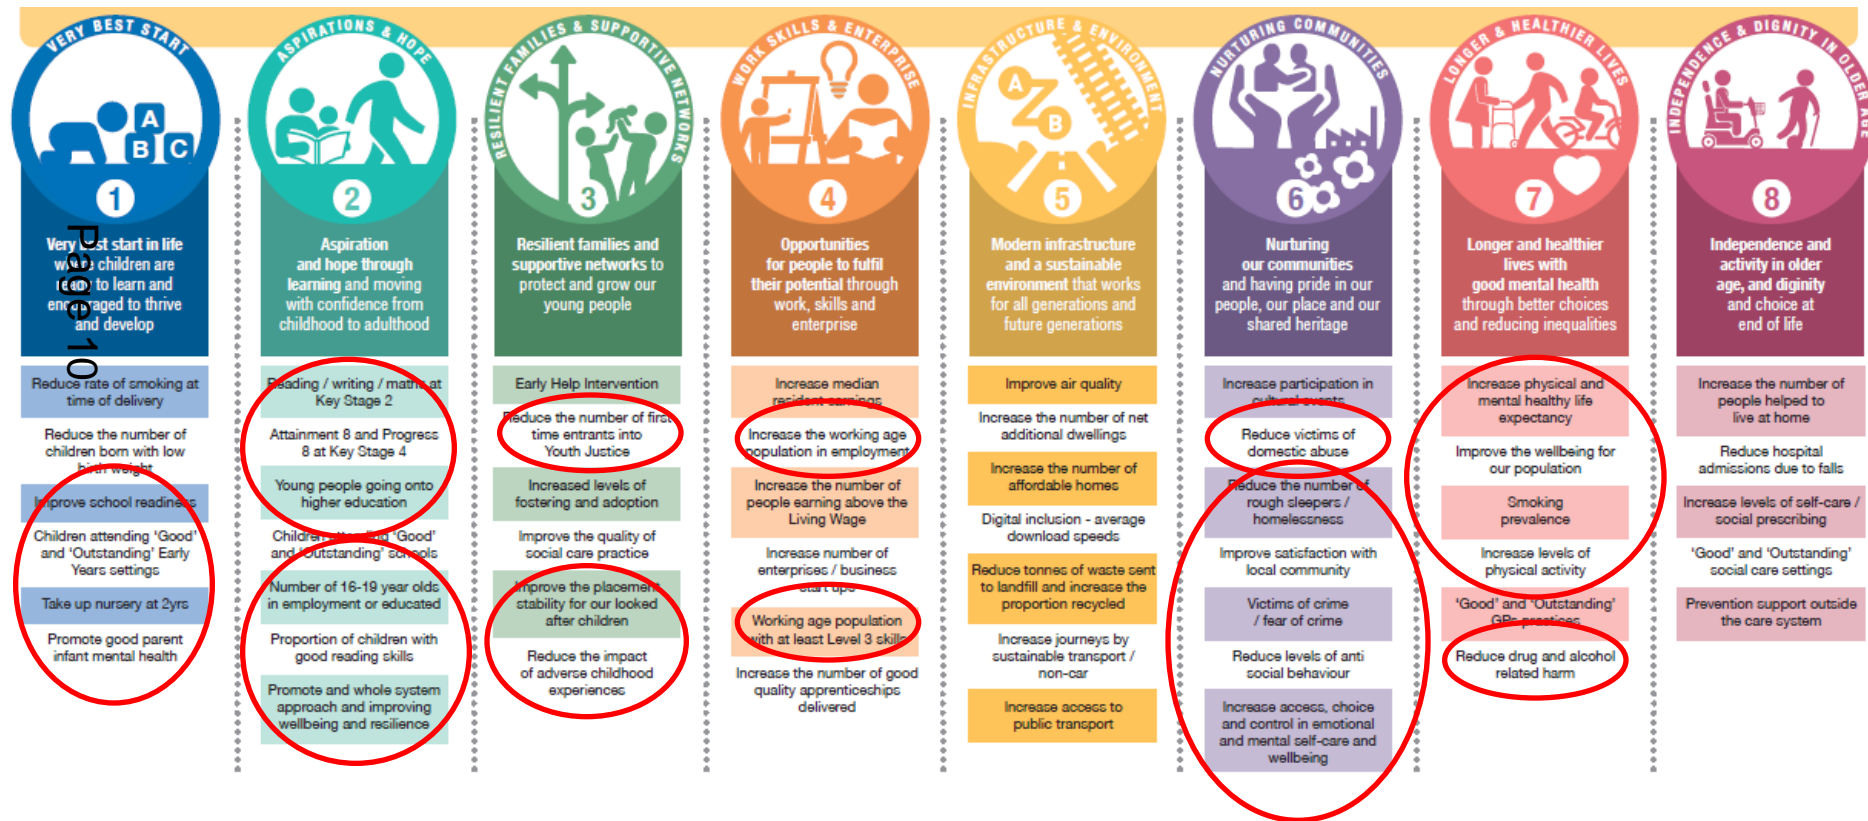 VERY BEST START
A
B
C
1
Very best start in life
where children are
ready to learn and
encouraged to thrive
and develop
Page 10
Reduce rate of smoking at
time of delivery
Reduce the number of
children born with low
birth weight
Improve school readiness
Children attending ‘Good’
and ‘Outstanding’ Early
Years settings
Take up nursery at 2yrs
Promote good parent
infant mental health
ASPIRATIONS & HOPE
2
Aspiration
and hope through
learning and moving
with confidence from
childhood to adulthood
Reading / writing / maths at
Key Stage 2
Attainment 8 and Progress
8 at Key Stage 4
Young people going onto
higher education
Children attending ‘Good’
and ‘Outstanding’ schools
Number of 16-19 year olds
in employment or educated
Proportion of children with
good reading skills
Promote and whole system
approach and improving
wellbeing and resilience
RESILIENT FAMILIES & SUPPORTIVE NETWORKS
3
Resilient families and
supportive networks to
protect and grow our
young people
Early Help Intervention
Reduce the number of first
time entrants into
Youth Justice
Increased levels of
fostering and adoption
Improve the quality of
social care practice
Improve the placement
stability for our looked
after children
Reduce the impact
of adverse childhood
experiences
WORK SKILLS & ENTERPRISE
4
Opportunities
for people to fulfil
their potential through
work, skills and
enterprise
Increase median
resident earnings
Increase the working age
population in employment
Increase the number of
people earning above the
Living Wage
Increase number of
enterprises / business
start ups
Working age population
with at least Level 3 skills
Increase the number of good
quality apprenticeships
delivered
INFRASTRUCTURE & ENVIRONMENT
A
B
5
Modern infrastructure
and a sustainable
environment that works
for all generations and
future generations
Improve air quality
Increase the number of net
additional dwellings
Increase the number of
affordable homes
Digital inclusion - average
download speeds
Reduce tonnes of waste sent
to landfill and increase the
proportion recycled
Increase journeys by
sustainable transport /
non-car
Increase access to
public transport
NURTURING COMMUNITIES
6
Nurturing
our communities
and having pride in our
people, our place and our
shared heritage
Increase participation in
cultural events
Reduce victims of
domestic abuse
Reduce the number of
rough sleepers /
homelessness
Improve satisfaction with
local community
Victims of crime
/ fear of crime
Reduce levels of anti
social behaviour
Increase access, choice
and control in emotional
and mental self-care and
wellbeing
LONGER & HEALTHIER LIVES
7
Longer and healthier
lives with
good mental health
through better choices
and reducing inequalities
Increase physical and
mental healthy life
expectancy
Improve the wellbeing for
our population
Smoking
prevalence
Increase levels of
physical activity
‘Good’ and ‘Outstanding’
GPs practices
Reduce drug and alcohol
related harm
INDEPENDENCE & DIGNITY IN OLDER AGE
8
Independence and
activity in older
age, and diginity
and choice at
end of life
Increase the number of
people helped to
live at home
Reduce hospital
admissions due to falls
Increase levels of self-care /
social prescribing
‘Good’ and ‘Outstanding’
social care settings
Prevention support outside
the care system